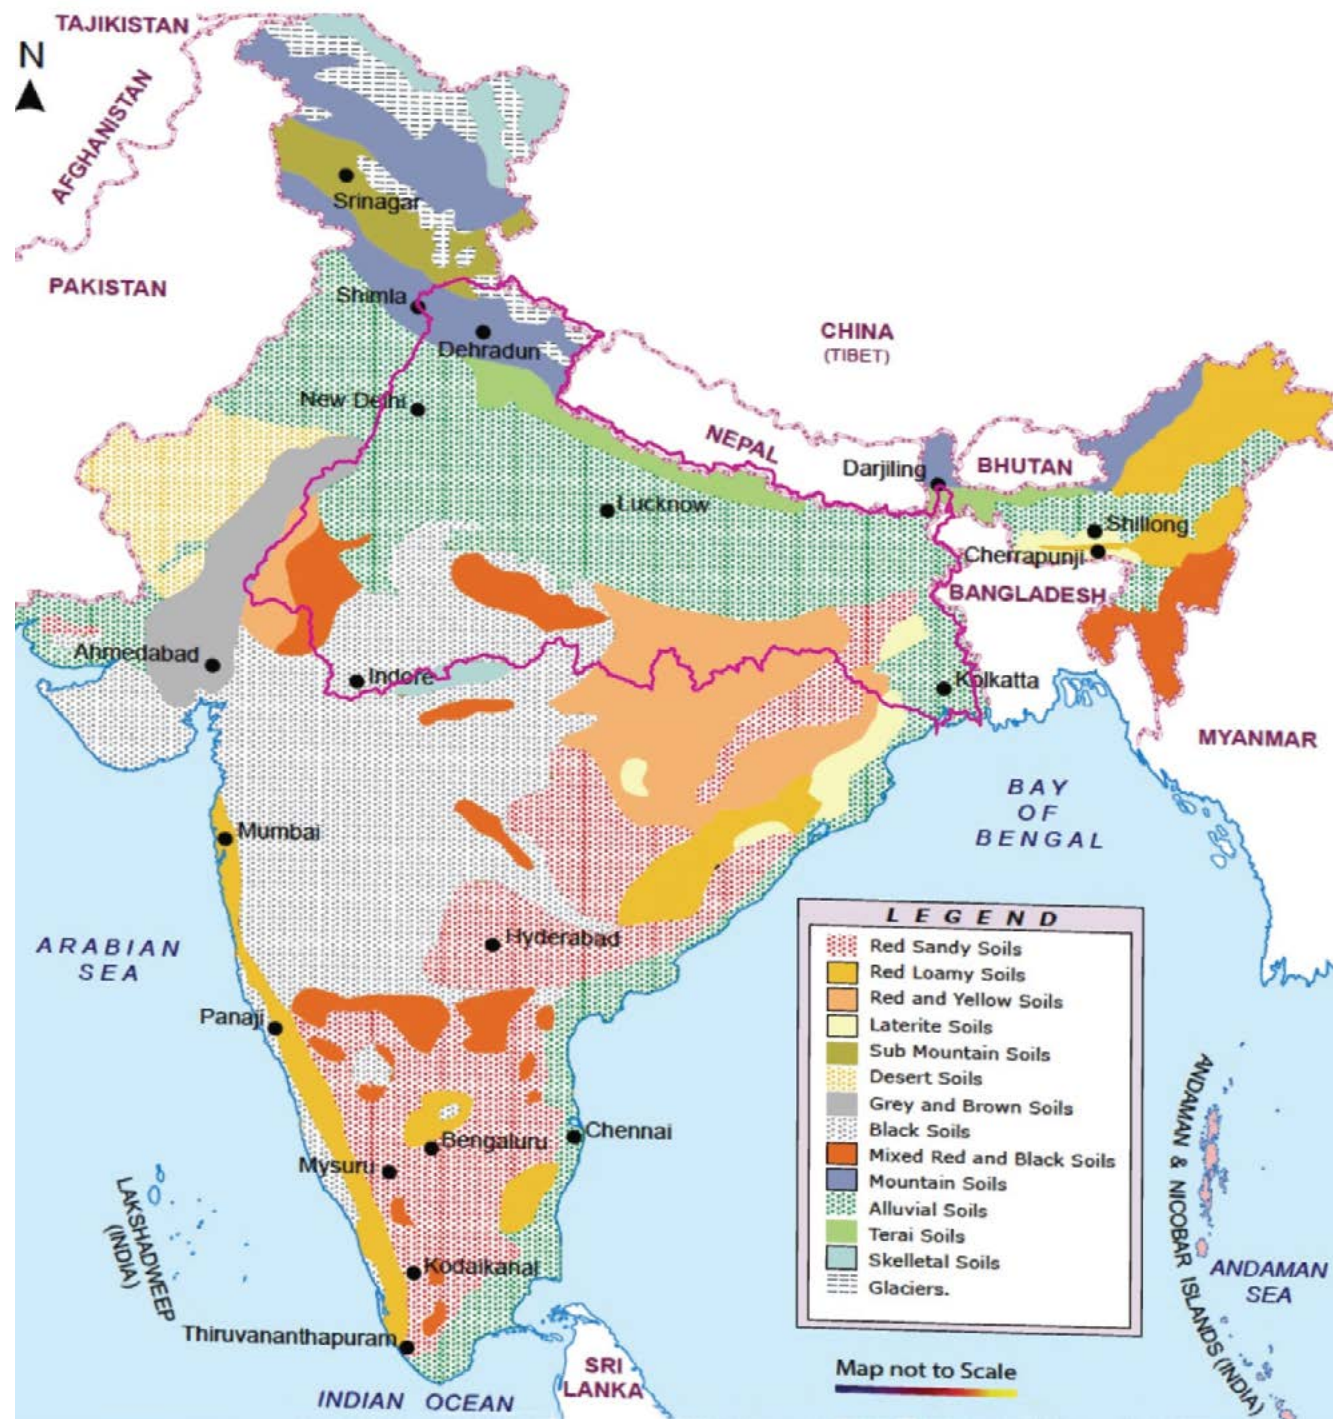 TAJIKISTAN
N
AFGHANISTAN
Srinagar
PAKISTAN
Shimla
CHINA
(TIBET)
Dehradun
New Delhi
NEPAL
Darjiling
BHUTAN
Lucknow
Shillong
Cherrapunji
BANGLADESH
Ahmedabad
Indore
Kolkatta
MYANMAR
BAY
OF
BENGAL
Mumbai
ARABIAN
SEA
Hyderabad
Panaji
LEGEND
Red Sandy Soils
Red Loamy Soils
Red and Yellow Soils
Laterite Soils
Sub Mountain Soils
Desert Soils
Grey and Brown Soils
Black Soils
Mixed Red and Black Soils
Mountain Soils
Alluvial Soils
Terai Soils
Skelletal Soils
Glaciers.
Chennai
Bengaluru
Mysuru
LAKSHADWEEP
(INDIA)
Kodaikanal
ANDAMAN & NICOBAR ISLANDS (INDIA)
ANDAMAN
SEA
Thiruvananthapuram
SRI
LANKA
Map not to Scale
INDIAN OCEAN